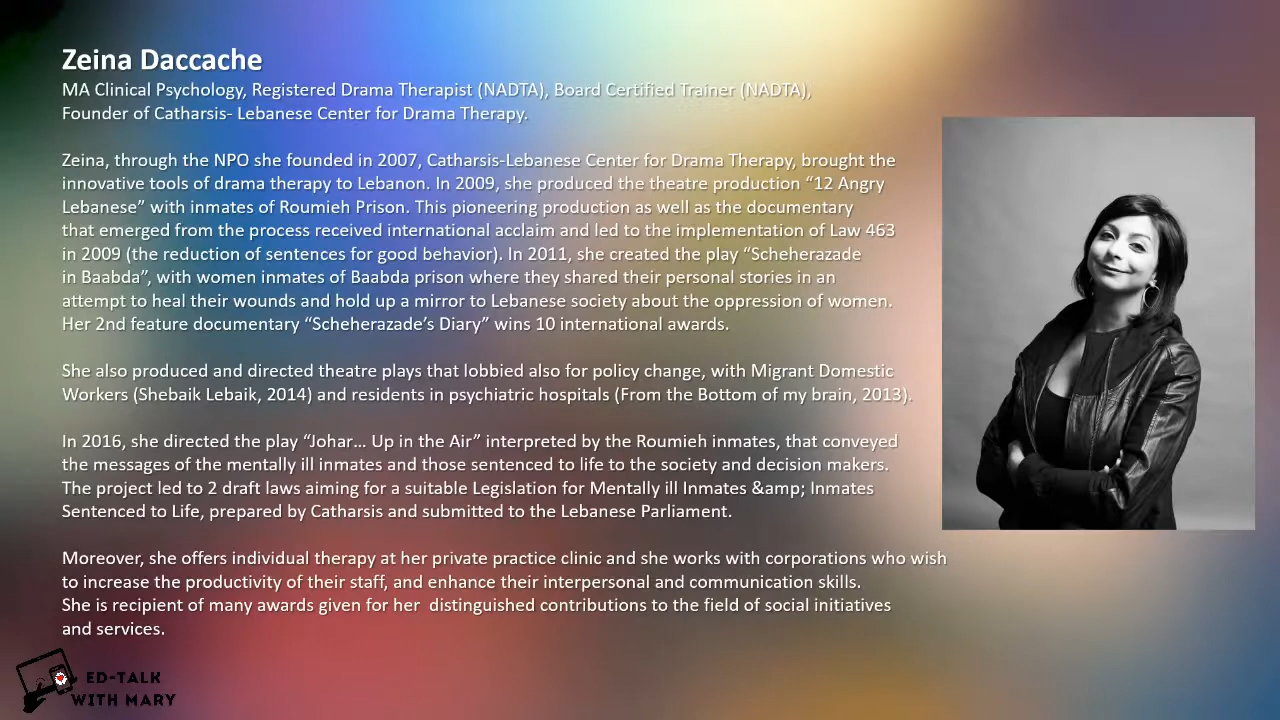 Zeina Daccache
MA Clinical Psychology, Registered Drama Therapist (NADTA), Board Certified Trainer (NADTA),
Founder of Catharsis- Lebanese Center for Drama Therapy.
Zeina, through the NPO she founded in 2007, Catharsis-Lebanese Center for Drama Therapy, brought the
innovative tools of drama therapy to Lebanon. In 2009, she produced the theatre production “12 Angry
Lebanese” with inmates of Roumieh Prison. This pioneering production as well as the documentary
that emerged from the process received international acclaim and led to the implementation of Law 463
in 2009 (the reduction of sentences for good behavior). In 2011, she created the play “Scheherazade
in Baabda”, with women inmates of Baabda prison where they shared their personal stories in an
attempt to heal their wounds and hold up a mirror to Lebanese society about the oppression of women.
Her 2nd feature documentary “Scheherazade’s Diary” wins 10 international awards.
She also produced and directed theatre plays that lobbied also for policy change, with Migrant Domestic
Workers (Shebaik Lebaik, 2014) and residents in psychiatric hospitals (From the Bottom of my brain, 2013).
In 2016, she directed the play “Johar… Up in the Air” interpreted by the Roumieh inmates, that conveyed
the messages of the mentally ill inmates and those sentenced to life to the society and decision makers.
The project led to 2 draft laws aiming for a suitable Legislation for Mentally ill Inmates &amp; Inmates
Sentenced to Life, prepared by Catharsis and submitted to the Lebanese Parliament.
Moreover, she offers individual therapy at her private practice clinic and she works with corporations who wish
to increase the productivity of their staff, and enhance their interpersonal and communication skills.
She is recipient of many awards given for her  distinguished contributions to the field of social initiatives
and services.
ED-TALK
WITH MARY